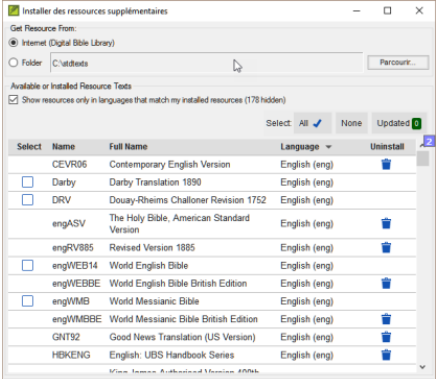 Installer des ressources supplémentaires
Get Resource From:
Internet (Digital Bible Library)
Folder C:\stdtexts Parcourir...
Available or Installed Resource Texts
Show resources only in languages that match my installed resources (178 hidden)
Select: All None Updated 0
2
Select Name Full Name Language Uninstall
CEVR06 Contemporary English Version English (eng)
Darby Darby Translation 1890 English (eng)
DRV Douay-Rheims Challoner Revision 1752 English (eng)
engASV The Holy Bible, American Standard Version English (eng)
engRV885 Revised Version 1885 English (eng)
engWEB14 World English Bible English (eng)
engWEBBE World English Bible British Edition English (eng)
engWMB World Messianic Bible English (eng)
engWMBBE World Messianic Bible British Edition English (eng)
GNT92 Good News Translation (US Version) English (eng)
HBKENG English: UBS Handbook Series English (eng)